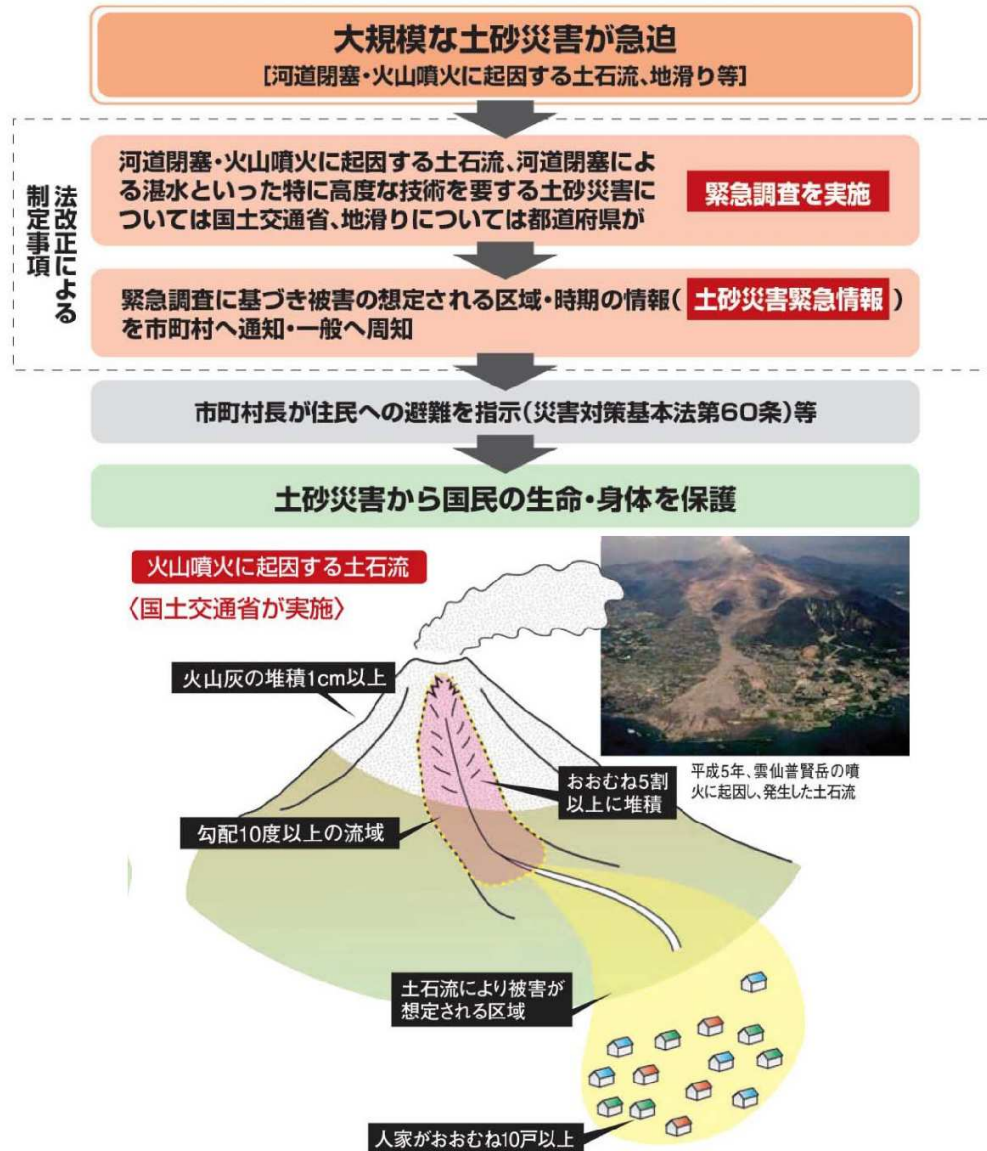 大規模な土砂災害が急迫
[河道閉塞・火山噴火に起因する土石流、地滑り等]
法改正による
制定事項
河道閉塞・火山噴火に起因する土石流、河道閉塞によ
る湛水といった特に高度な技術を要する土砂災害に
ついては国土交通省、地滑りについては都道府県が
緊急調査を実施
緊急調査に基づき被害の想定される区域・時期の情報(土砂災害緊急情報)
を市町村へ通知・一般へ周知
市町村長が住民への避難を指示(災害対策基本法第60条)等
土砂災害から国民の生命・身体を保護
火山噴火に起因する土石流
〈国土交通省が実施〉
火山灰の堆積1cm以上
おおむね5割
以上に堆積
平成5年、雲仙普賢岳の噴
火に起因し、発生した土石流
勾配10度以上の流域
土石流により被害が
想定される区域
人家がおおむね10戸以上